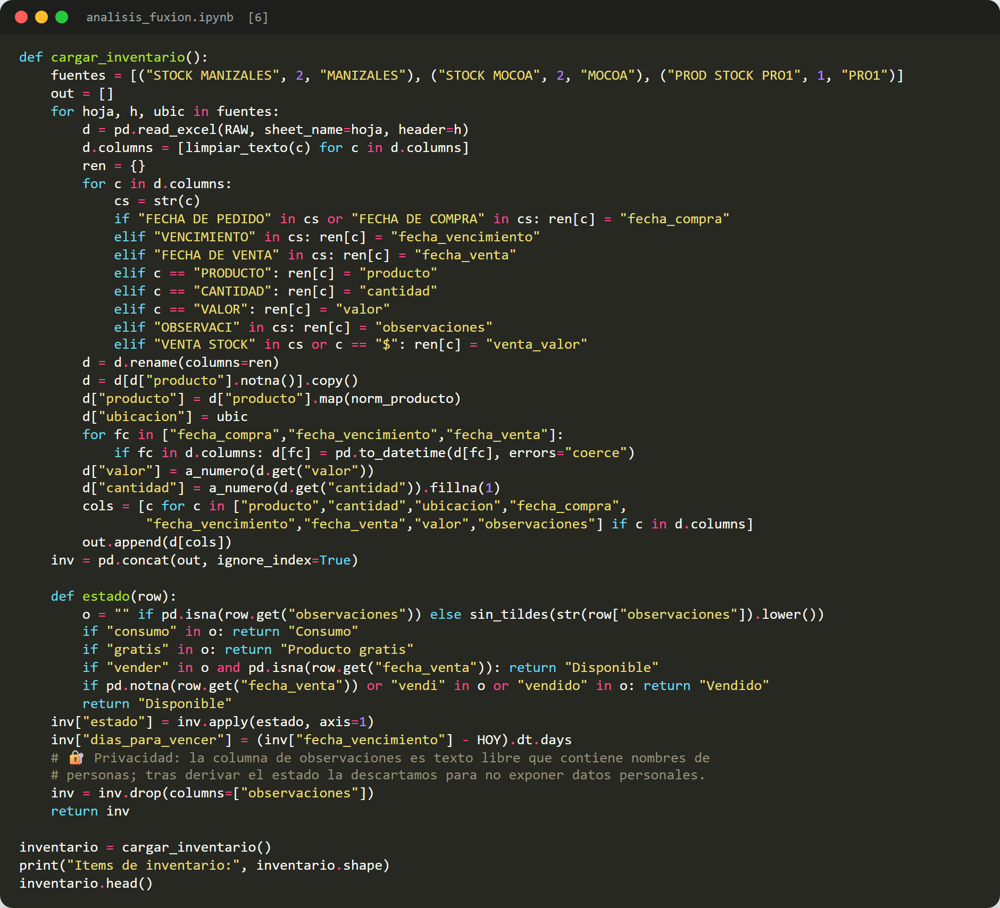 analisis_fuxion.ipynb [6]
def cargar_inventario():
    fuentes = [("STOCK MANIZALES", 2, "MANIZALES"), ("STOCK MOCOA", 2, "MOCOA"), ("PROD STOCK PRO1", 1, "PRO1")]
    out = []
    for hoja, h, ubic in fuentes:
        d = pd.read_excel(RAW, sheet_name=hoja, header=h)
        d.columns = [limpiar_texto(c) for c in d.columns]
        ren = {}
        for c in d.columns:
            cs = str(c)
            if "FECHA DE PEDIDO" in cs or "FECHA DE COMPRA" in cs: ren[c] = "fecha_compra"
            elif "VENCIMIENTO" in cs: ren[c] = "fecha_vencimiento"
            elif "FECHA DE VENTA" in cs: ren[c] = "fecha_venta"
            elif c == "PRODUCTO": ren[c] = "producto"
            elif c == "CANTIDAD": ren[c] = "cantidad"
            elif c == "VALOR": ren[c] = "valor"
            elif "OBSERVACI" in cs: ren[c] = "observaciones"
            elif "VENTA STOCK" in cs or c == "$": ren[c] = "venta_valor"
        d = d.rename(columns=ren)
        d = d[d["producto"].notna()].copy()
        d["producto"] = d["producto"].map(norm_producto)
        d["ubicacion"] = ubic
        for fc in ["fecha_compra","fecha_vencimiento","fecha_venta"]:
            if fc in d.columns: d[fc] = pd.to_datetime(d[fc], errors="coerce")
        d["valor"] = a_numero(d.get("valor"))
        d["cantidad"] = a_numero(d.get("cantidad")).fillna(1)
        cols = [c for c in ["producto","cantidad","ubicacion","fecha_compra",
                "fecha_vencimiento","fecha_venta","valor","observaciones"] if c in d.columns]
        out.append(d[cols])
    inv = pd.concat(out, ignore_index=True)

    def estado(row):
        o = "" if pd.isna(row.get("observaciones")) else sin_tildes(str(row["observaciones"]).lower())
        if "consumo" in o: return "Consumo"
        if "gratis" in o: return "Producto gratis"
        if "vender" in o and pd.isna(row.get("fecha_venta")): return "Disponible"
        if pd.notna(row.get("fecha_venta")) or "vendi" in o or "vendido" in o: return "Vendido"
        return "Disponible"
    inv["estado"] = inv.apply(estado, axis=1)
    inv["dias_para_vencer"] = (inv["fecha_vencimiento"] - HOY).dt.days
    # 🔐 Privacidad: la columna de observaciones es texto libre que contiene nombres de
    # personas; tras derivar el estado la descartamos para no exponer datos personales.
    inv = inv.drop(columns=["observaciones"])
    return inv

inventario = cargar_inventario()
print("Items de inventario:", inventario.shape)
inventario.head()